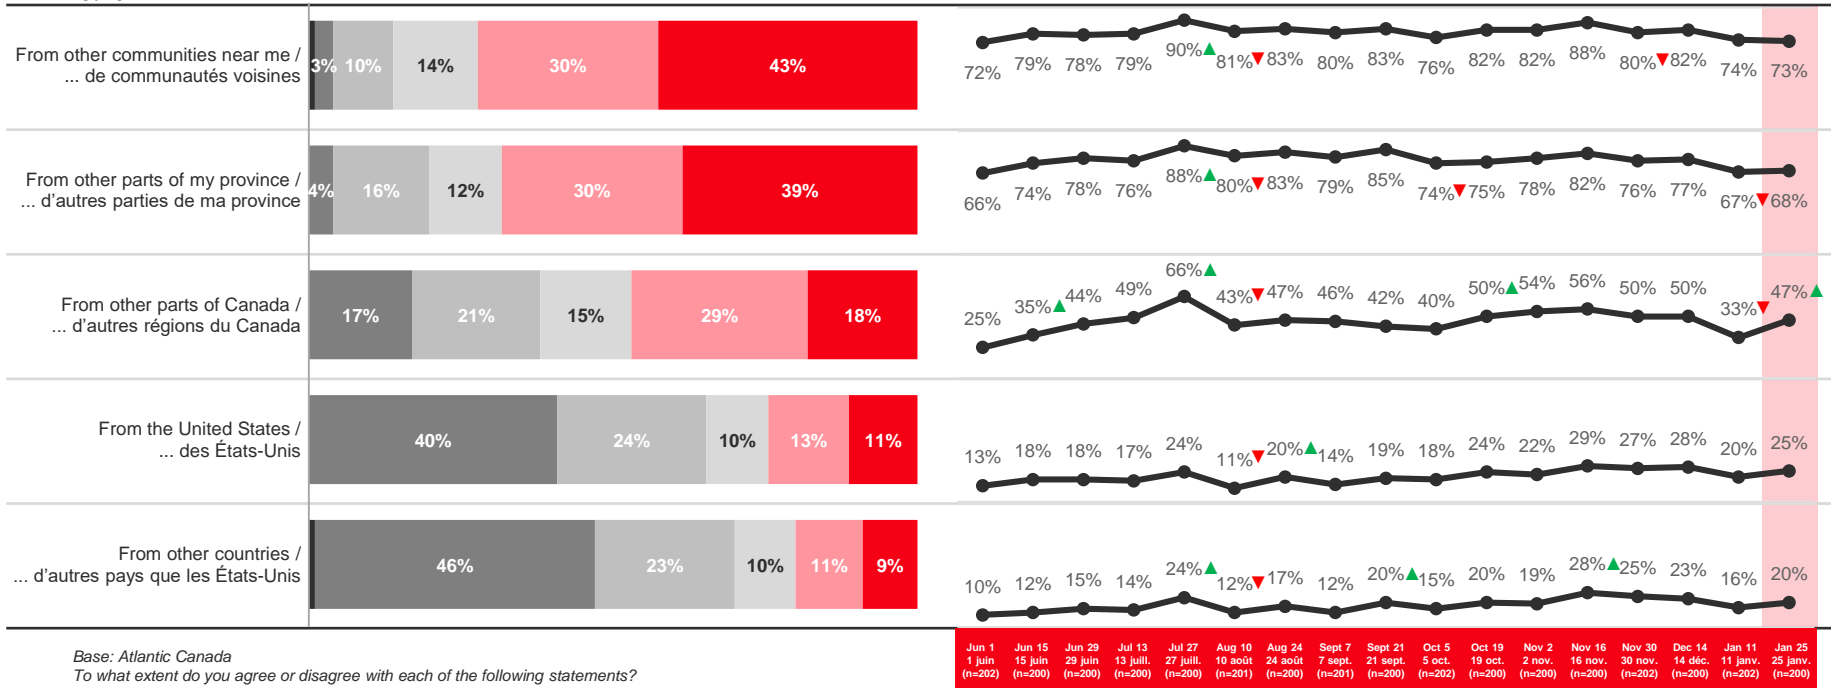 From other communities near me /
... de communautés voisines
3% 10% 14% 30% 43%
72% 79% 78% 79% 90% 81% 83% 80% 83% 76% 82% 82% 88% 80% 82% 74% 73%
From other parts of my province /
... d'autres parties de ma province
4% 16% 12% 30% 39%
66% 74% 78% 76% 88% 80% 83% 79% 85% 74% 75% 78% 82% 76% 77% 67% 68%
From other parts of Canada /
... d'autres régions du Canada
17% 21% 15% 29% 18%
25% 35% 44% 49% 66% 43% 47% 46% 42% 40% 50% 54% 56% 50% 50% 33% 47%
From the United States /
... des États-Unis
40% 24% 10% 13% 11%
13% 18% 18% 17% 24% 11% 20% 14% 19% 18% 24% 22% 29% 27% 28% 20% 25%
From other countries /
... d'autres pays que les États-Unis
46% 23% 10% 11% 9%
10% 12% 15% 14% 24% 12% 17% 12% 20% 15% 20% 19% 28% 25% 23% 16% 20%
Jun 1 Jun 15 Jun 29 Jul 13 Jul 27 Aug 10 Aug 24 Sept 7 Sept 21 Oct 5 Oct 19 Nov 2 Nov 16 Nov 30 Dec 14 Jan 11 Jan 25
1 juin 15 juin 29 juin 13 juill. 27 juill. 10 août 24 août 7 sept. 21 sept. 5 oct. 19 oct. 2 nov. 16 nov. 30 nov. 14 déc. 11 janv. 25 janv.
(n=202) (n=200) (n=200) (n=200) (n=200) (n=201) (n=200) (n=201) (n=200) (n=202) (n=200) (n=200) (n=200) (n=202) (n=200) (n=202) (n=200)
Base: Atlantic Canada
To what extent do you agree or disagree with each of the following statements?